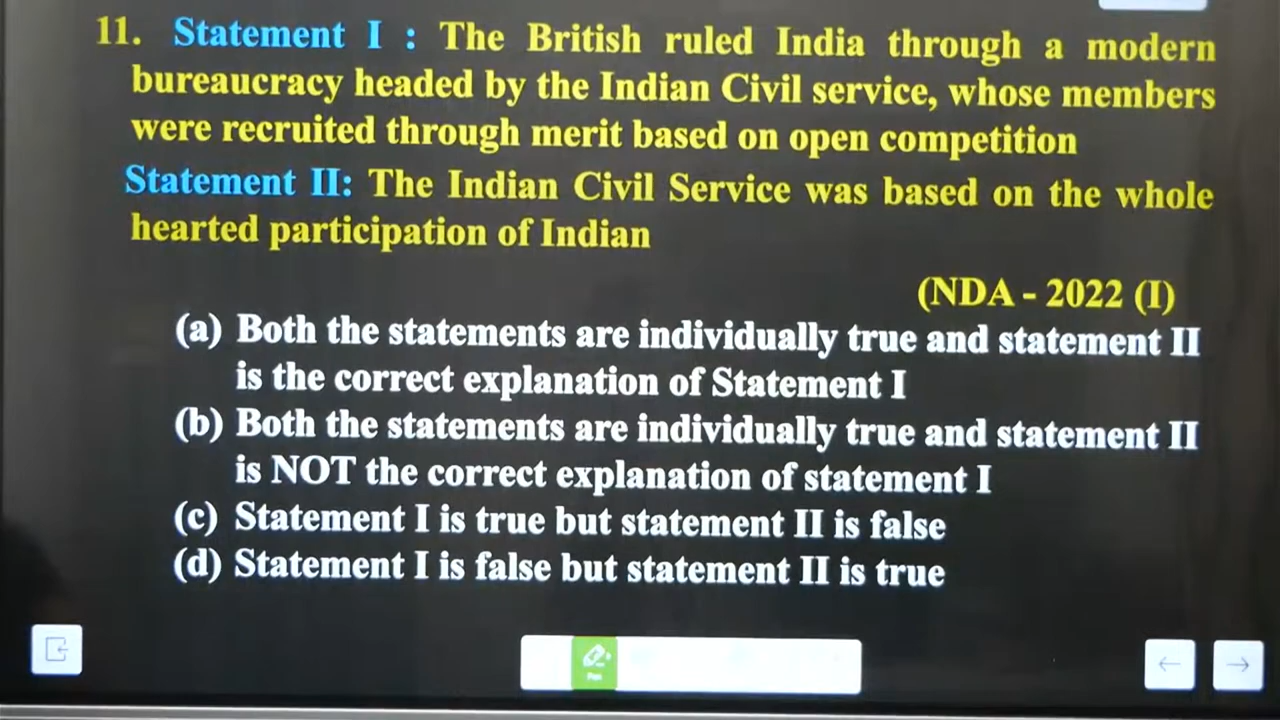 11. Statement I : The British ruled India through a modern
bureaucracy headed by the Indian Civil service, whose members
were recruited through merit based on open competition
Statement II: The Indian Civil Service was based on the whole
hearted participation of Indian
(NDA - 2022 (I)
(a) Both the statements are individually true and statement II
is the correct explanation of Statement I
(b) Both the statements are individually true and statement II
is NOT the correct explanation of statement I
(c) Statement I is true but statement II is false
(d) Statement I is false but statement II is true
Pen